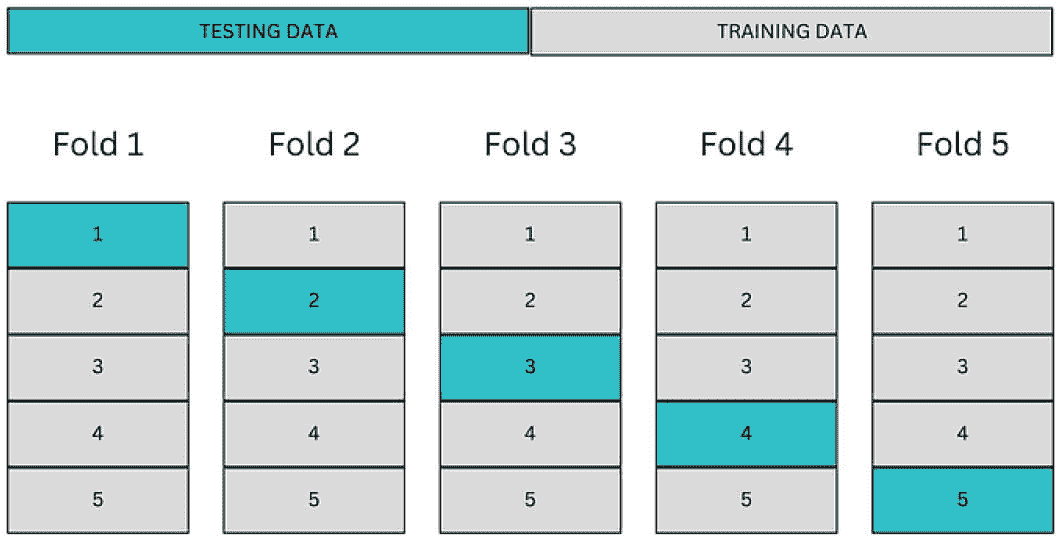 TESTING DATA TRAINING DATA
Fold 1 Fold 2 Fold 3 Fold 4 Fold 5
1 1 1 1 1
2 2 2 2 2
3 3 3 3 3
4 4 4 4 4
5 5 5 5 5